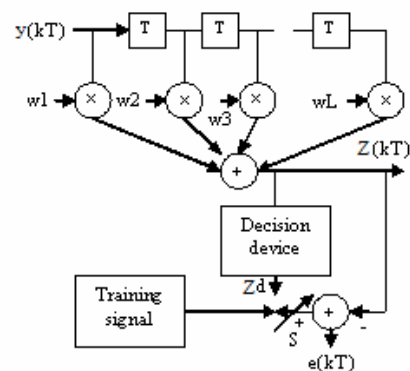 y(kT) T T T
× × × ×
w1 w2 w3 wL
+ Z(kT)
Decision
device
Zd
Training
signal
+ + -
S
e(kT)